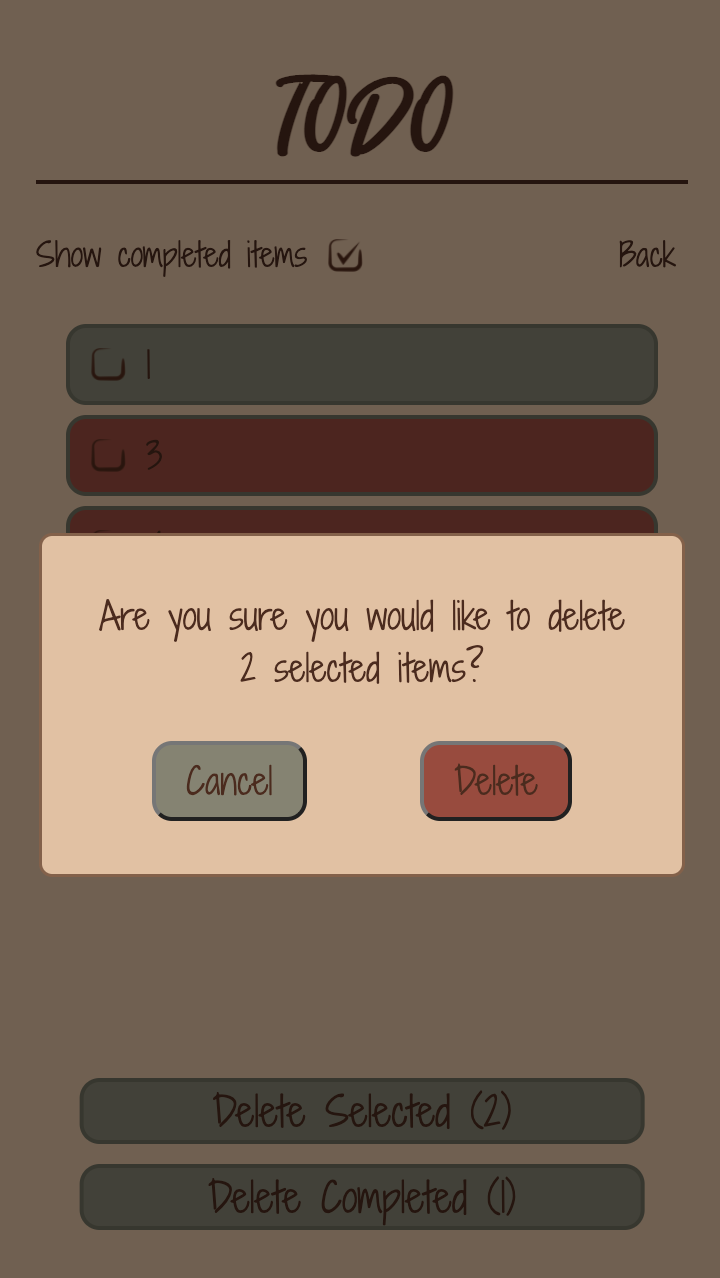 TODO
Show completed items
Back
1
3
Are you sure you would like to delete
2 selected items?
Cancel
Delete
Delete Selected (2)
Delete Completed (1)